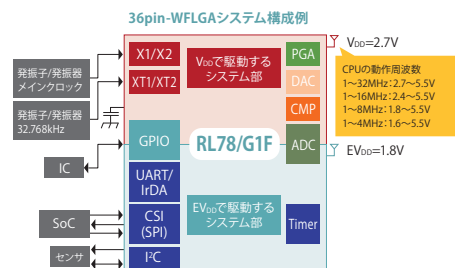 36pin-WFLGAシステム構成例
発振子/発振器
メインクロック
発振子/発振器
32.768kHz
IC
SoC
センサ
X1/X2
XT1/XT2
GPIO
UART/
IrDA
CSI
(SPI)
I²C
VDDで駆動する
システム部
RL78/G1F
EVDDで駆動する
システム部
PGA
DAC
CMP
ADC
Timer
VDD=2.7V
CPUの動作周波数
1～32MHz：2.7～5.5V
1～16MHz：2.4～5.5V
1～8MHz：1.8～5.5V
1～4MHz：1.6～5.5V
EVDD=1.8V